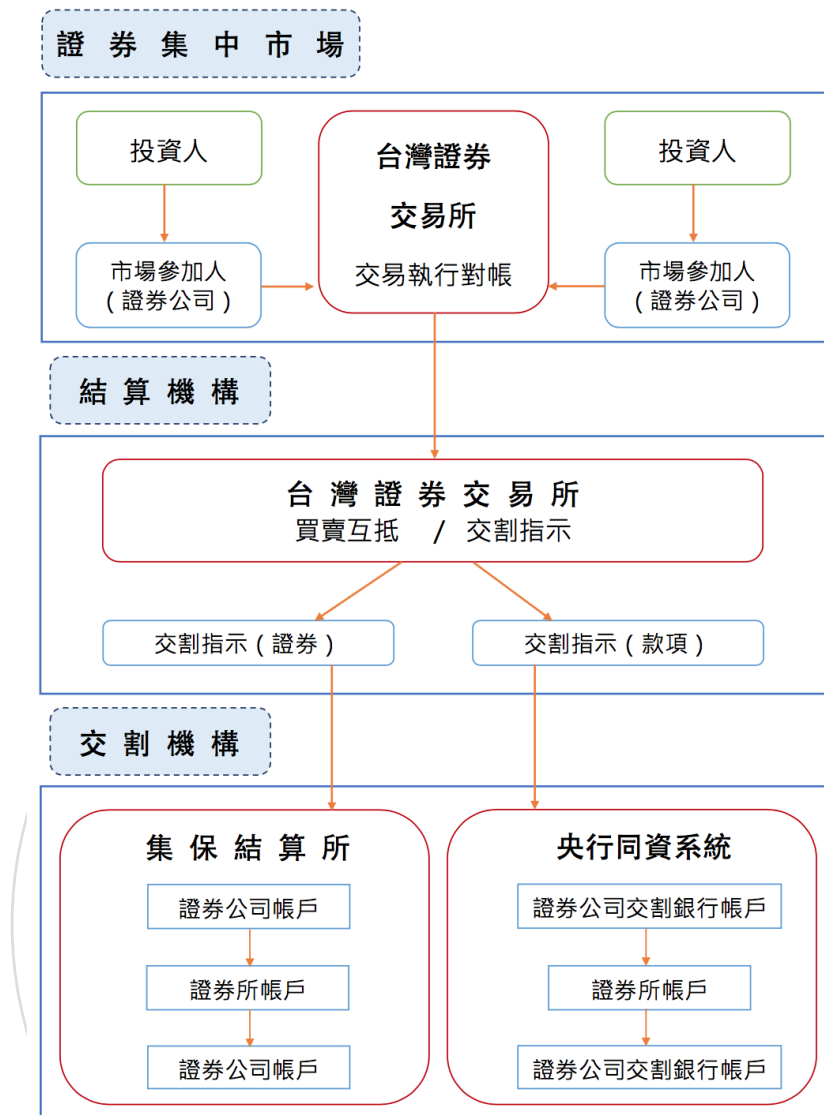 證券集中市場
投資人
台灣證券
交易所
交易執行對帳
投資人
市場參加人
(證券公司)
市場參加人
(證券公司)
結算機構
台灣證券交易所
買賣互抵 / 交割指示
交割指示(證券)
交割指示(款項)
交割機構
集保結算所
證券公司帳戶
證券所帳戶
證券公司帳戶
央行同資系統
證券公司交割銀行帳戶
證券所帳戶
證券公司交割銀行帳戶